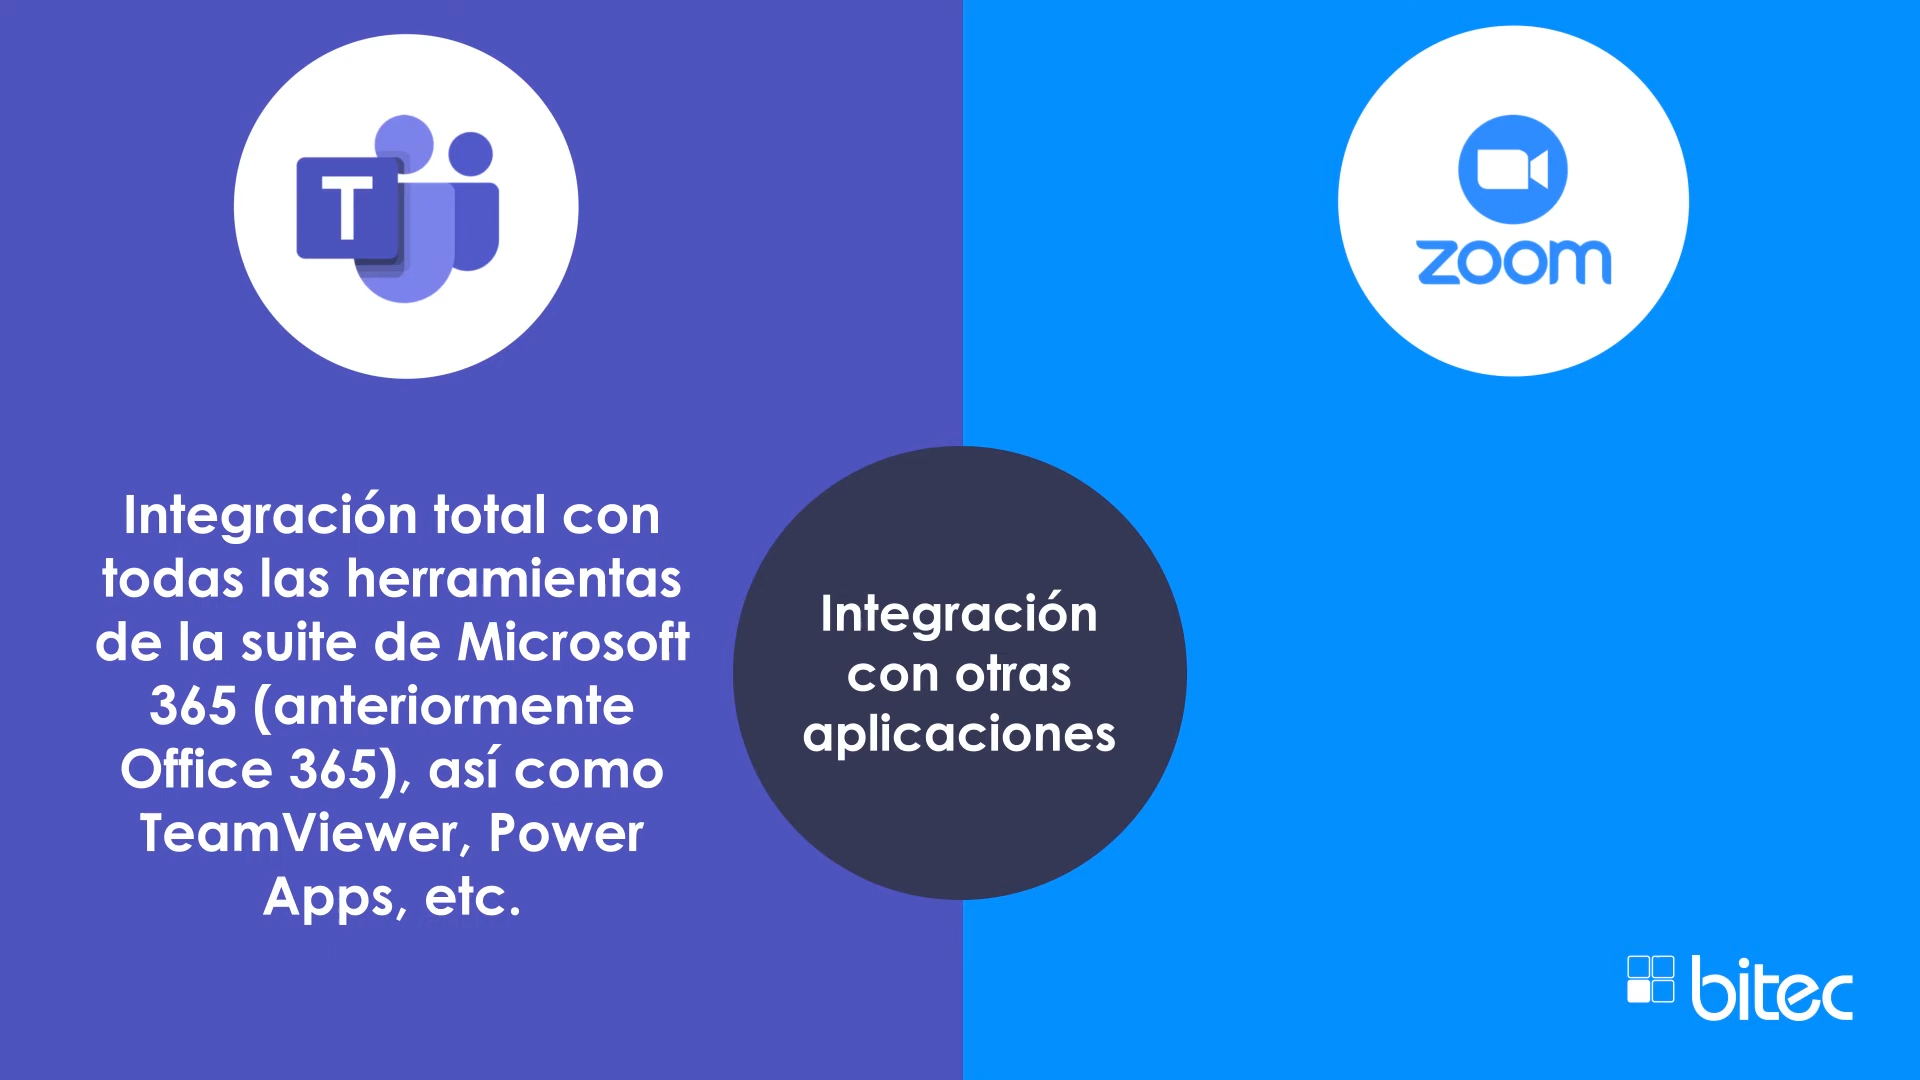 T
zoom
Integración total con
todas las herramientas
de la suite de Microsoft
365 (anteriormente
Office 365), así como
TeamViewer, Power
Apps, etc.
Integración
con otras
aplicaciones
bitec